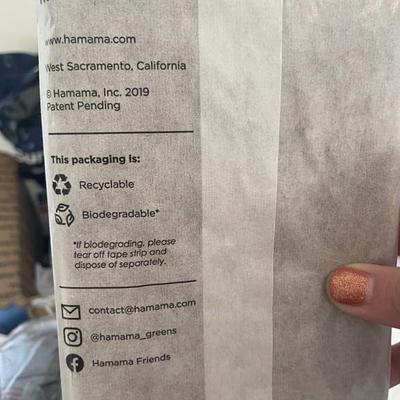 www.hamama.com
West Sacramento, California
© Hamama, Inc. 2019
Patent Pending
This packaging is:
Recyclable
Biodegradable*
*If biodegrading, please
tear off tape strip and
dispose of separately.
contact@hamama.com
@hamama_greens
Hamama Friends